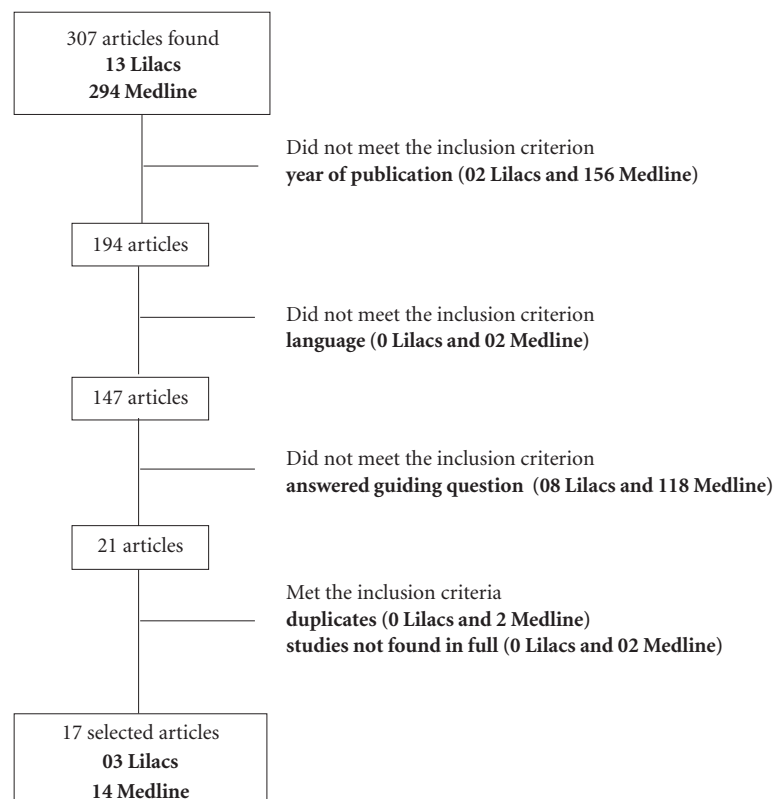 307 articles found
13 Lilacs
294 Medline
Did not meet the inclusion criterion
year of publication (02 Lilacs and 156 Medline)
194 articles
Did not meet the inclusion criterion
language (0 Lilacs and 02 Medline)
147 articles
Did not meet the inclusion criterion
answered guiding question (08 Lilacs and 118 Medline)
21 articles
Met the inclusion criteria
duplicates (0 Lilacs and 2 Medline)
studies not found in full (0 Lilacs and 02 Medline)
17 selected articles
03 Lilacs
14 Medline